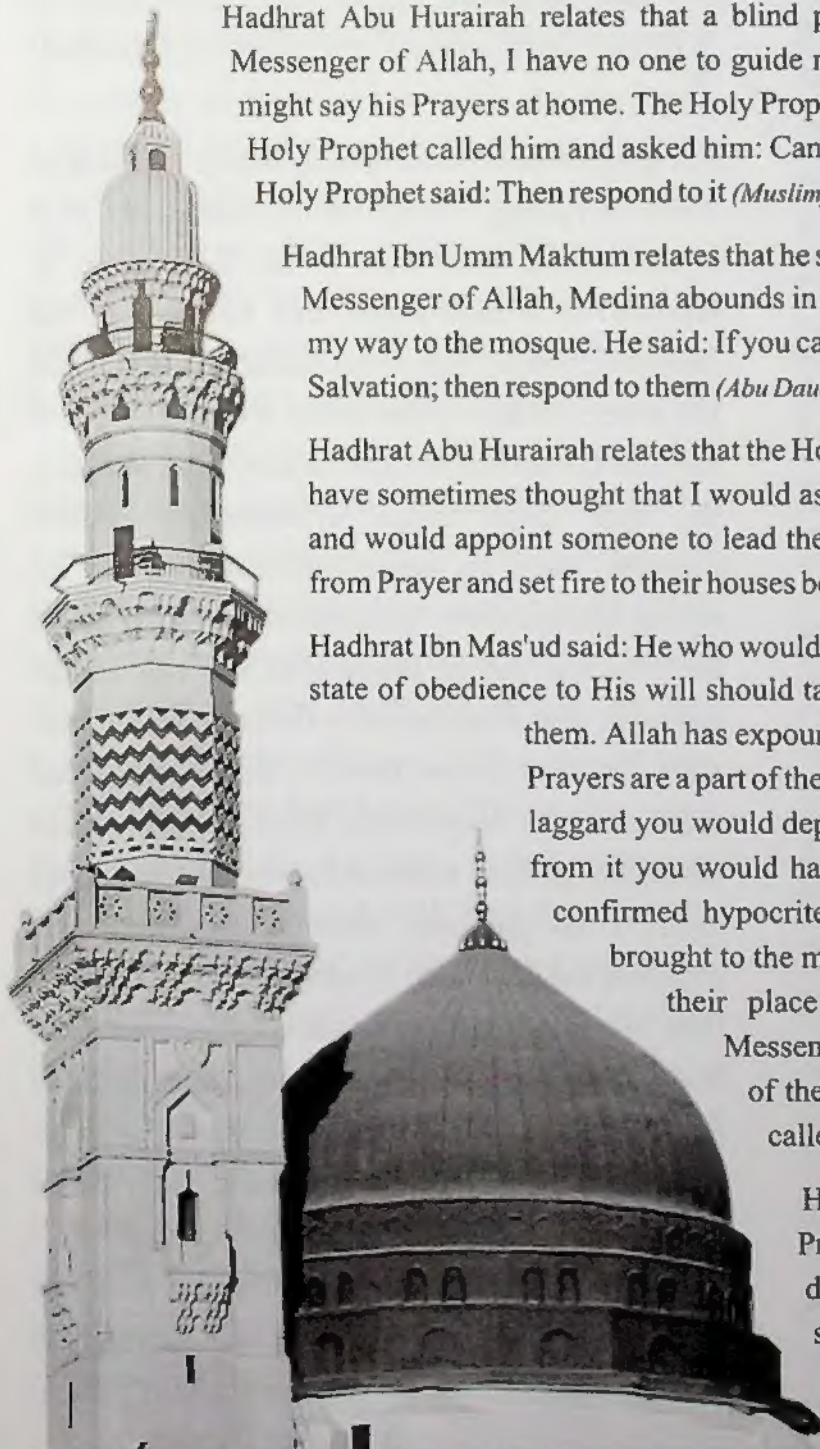 Hadhrat Abu Hurairah relates that a blind
Messenger of Allah, I have no one to guide
might say his Prayers at home. The Holy Prop
Holy Prophet called him and asked him: Can
Holy Prophet said: Then respond to it (Muslim)
Hadhrat Ibn Umm Maktum relates that he
Messenger of Allah, Medina abounds in
my way to the mosque. He said: If you ca
Salvation; then respond to them (Abu Dau
Hadhrat Abu Hurairah relates that the Ho
have sometimes thought that I would as
and would appoint someone to lead the
from Prayer and set fire to their houses be
Hadhrat Ibn Mas'ud said: He who would
state of obedience to His will should ta
them. Allah has expour
Prayers are a part of the
laggard you would dep
from it you would ha
confirmed hypocrite
brought to the m
their place
Messen
of the
calle
H
Pr
d
s